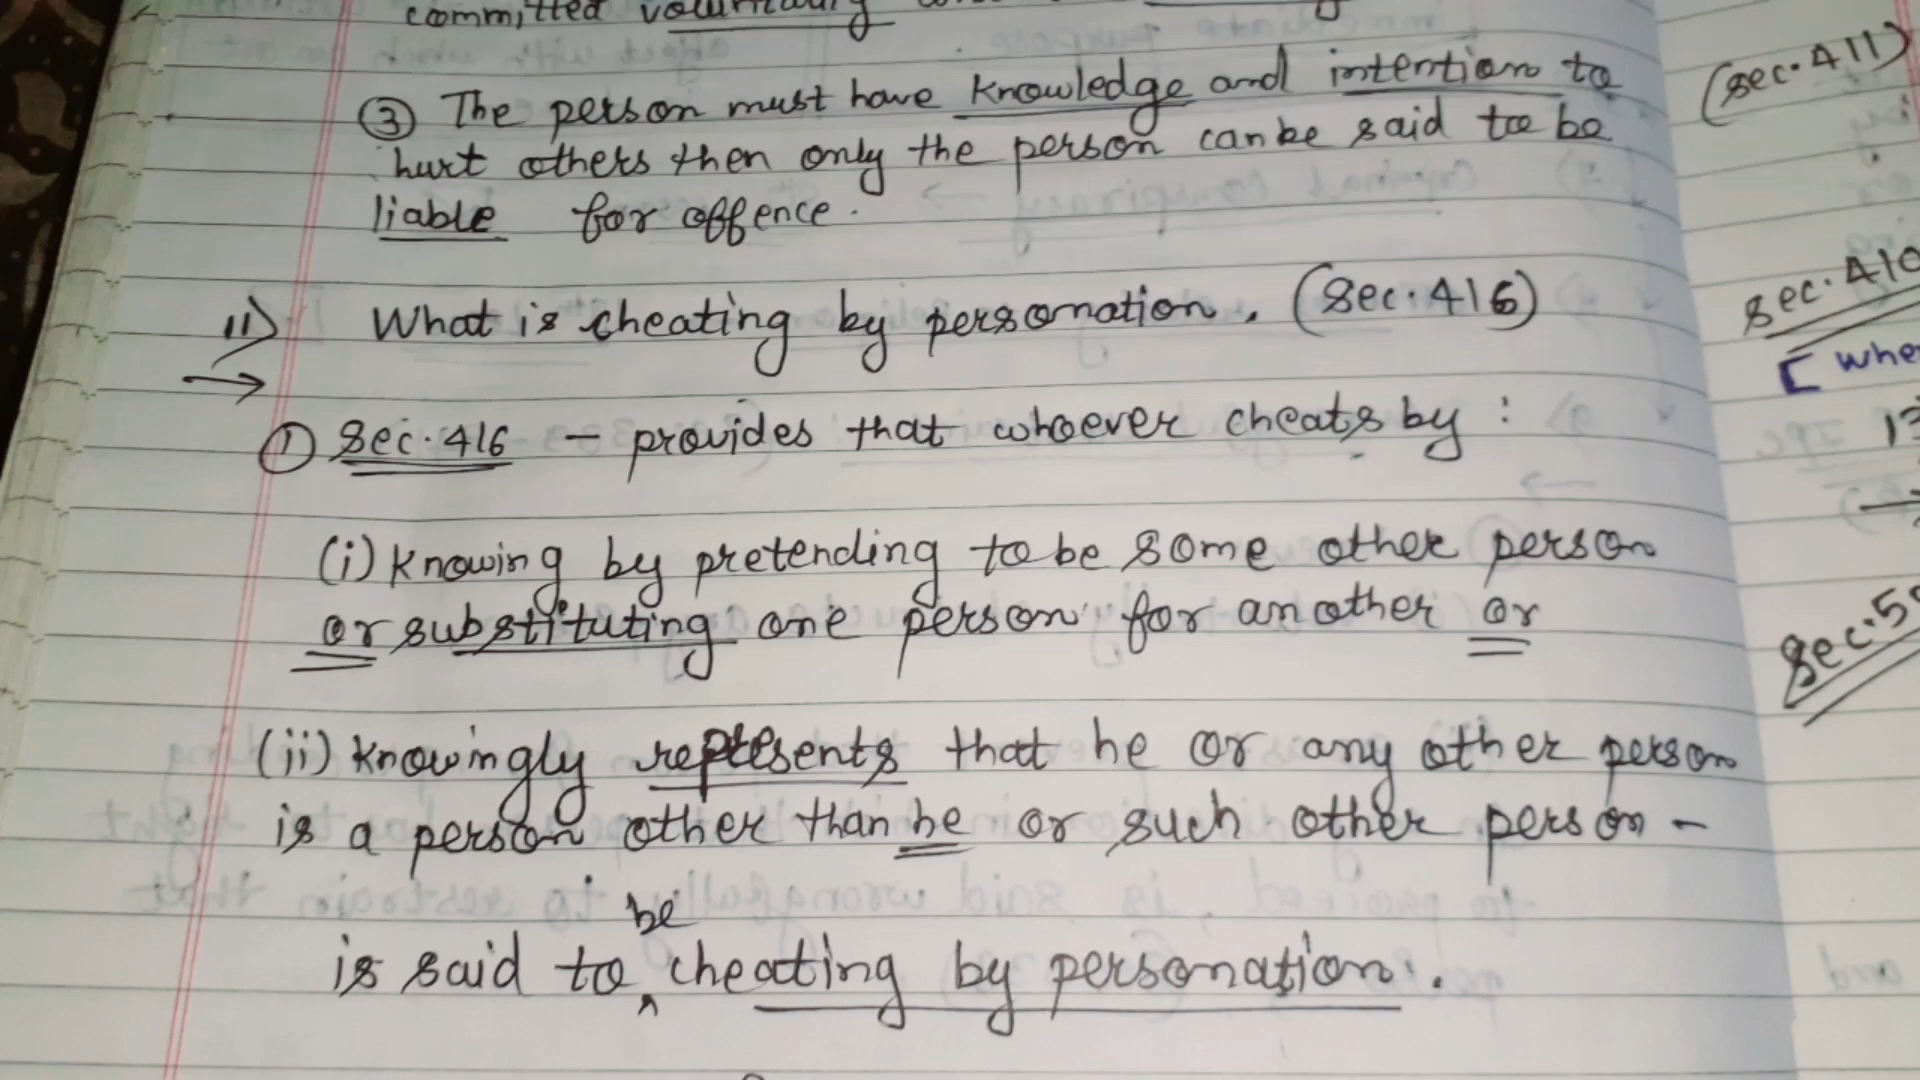 committed voluntarily
③ The person must have knowledge and intention to
hurt others then only the person can be said to be
liable for offence.
11) What is cheating by personation. (Sec. 416)
→
① Sec. 416 – provides that whoever cheats by :
(i) knowing by pretending to be some other person
or substituting one person for another or
(ii) knowingly represents that he or any other person
is a person other than he or such other person –
is said to be cheating by personation.
(Sec. 411)
Sec. 410
[ whe
13
Sec. 5